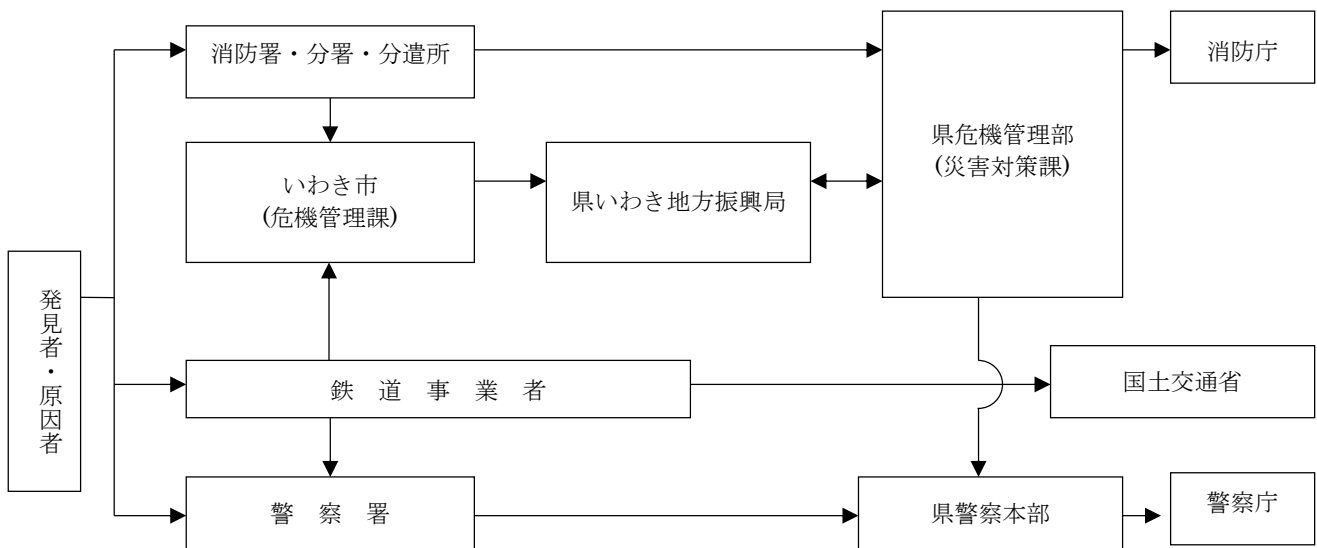 消防署・分署・分遣所
消防庁
県危機管理部
(災害対策課)
いわき市
(危機管理課)
県いわき地方振興局
発見者・原因者
鉄道事業者
国土交通省
警察署
県警察本部
警察庁